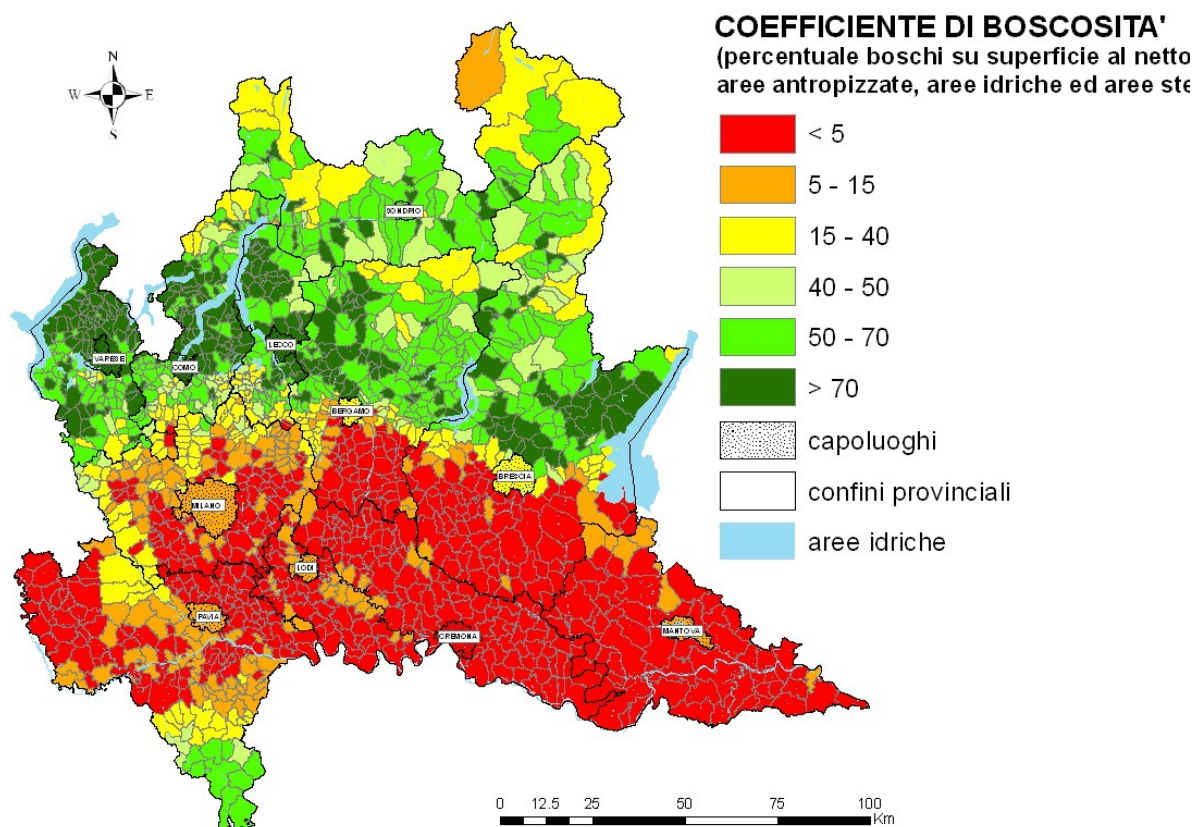 COEFFICIENTE DI BOSCOSITA'
(percentuale boschi su superficie al netto
aree antropizzate, aree idriche ed aree ste
N
W E
S
< 5
5 - 15
15 - 40
40 - 50
50 - 70
> 70
capoluoghi
confini provinciali
aree idriche
SONDRIO
VARESE
COMO
LECCO
BERGAMO
BRESCIA
MILANO
LODI
PAVIA
CREMONA
MANTOVA
0 12.5 25 50 75 100
Km